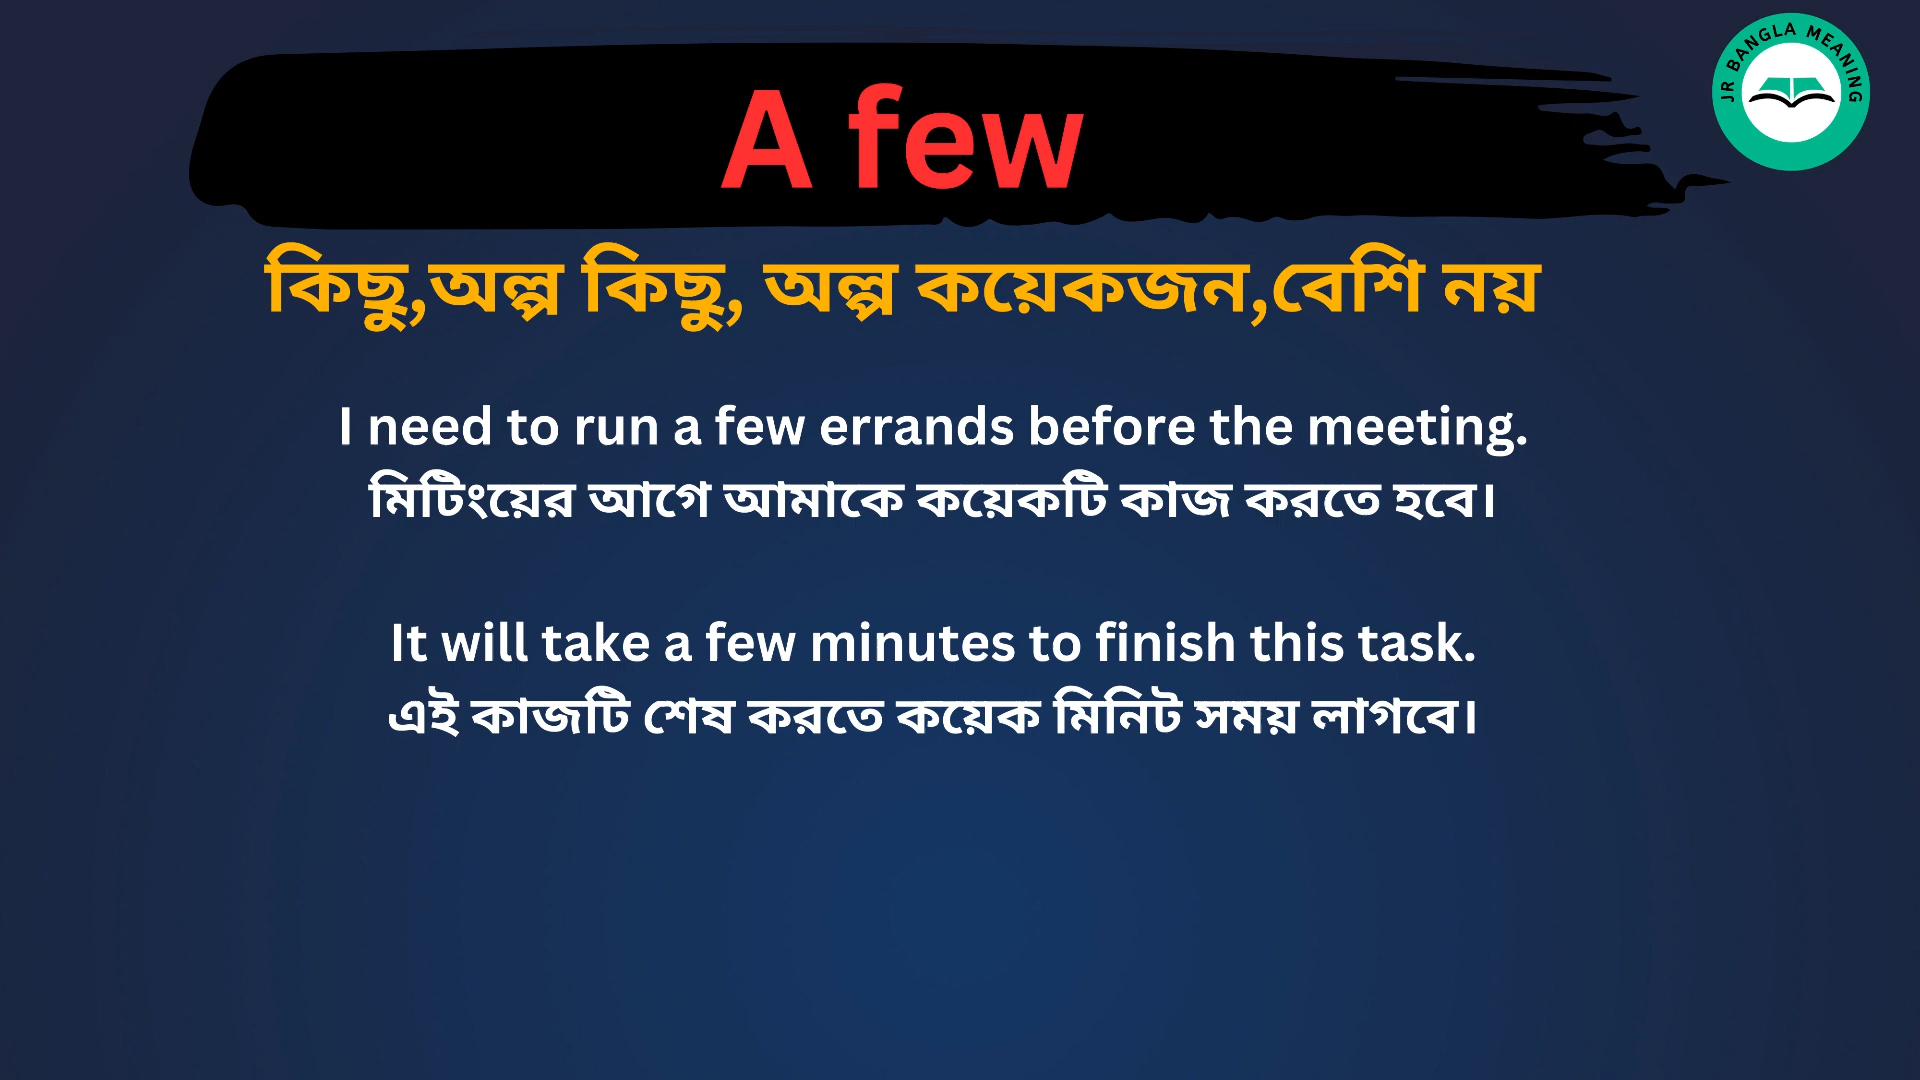 JR BANGLA MEANING
A few
কিছু,অল্প কিছু, অল্প কয়েকজন,বেশি নয়
I need to run a few errands before the meeting.
মিটিংয়ের আগে আমাকে কয়েকটি কাজ করতে হবে।
It will take a few minutes to finish this task.
এই কাজটি শেষ করতে কয়েক মিনিট সময় লাগবে।